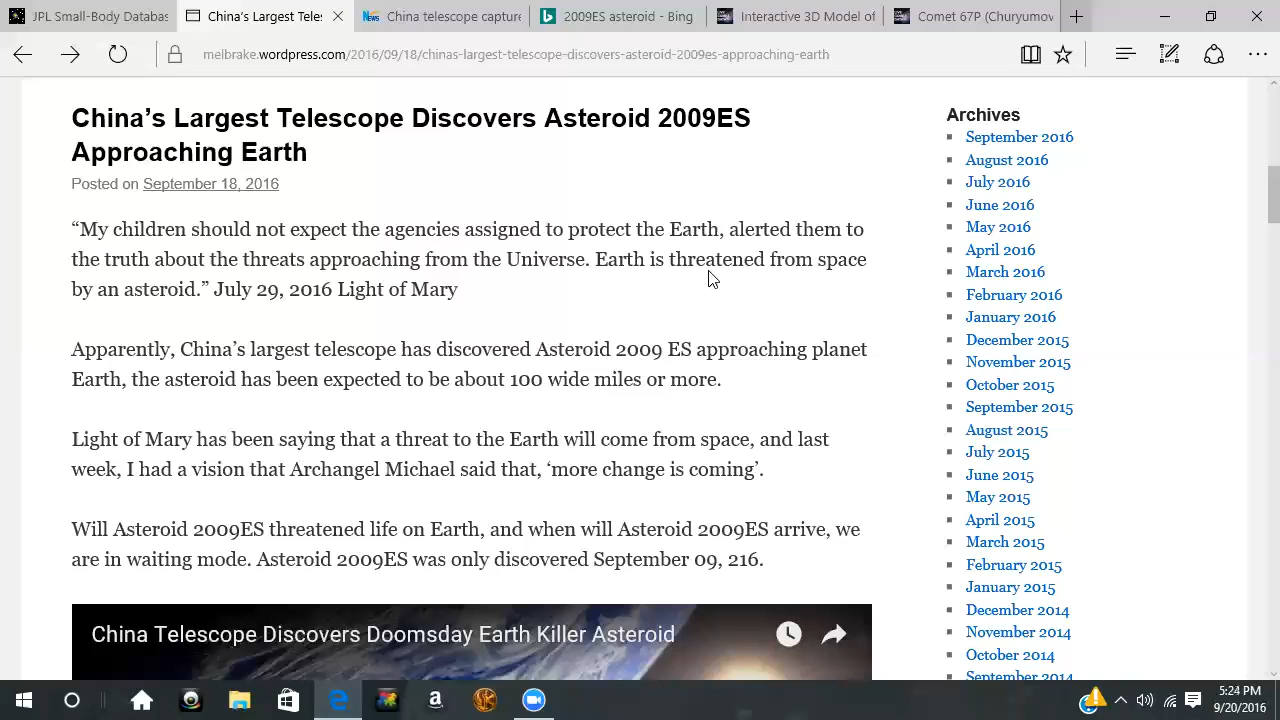 JPL Small-Body
China's Largest Tele
China telescope capture
2009ES asteroid - Bing
Interactive 3D Model of
Comet 67P (Churyumov
melbrake.wordpress.com/2016/09/18/chinas-largest-telescope-discovers-asteroid-2009es-approaching-earth
China’s Largest Telescope Discovers Asteroid 2009ES
Approaching Earth
Posted on September 18, 2016
“My children should not expect the agencies assigned to protect the Earth, alerted them to
the truth about the threats approaching from the Universe. Earth is threatened from space
by an asteroid.” July 29, 2016 Light of Mary
Apparently, China’s largest telescope has discovered Asteroid 2009 ES approaching planet
Earth, the asteroid has been expected to be about 100 wide miles or more.
Light of Mary has been saying that a threat to the Earth will come from space, and last
week, I had a vision that Archangel Michael said that, ‘more change is coming’.
Will Asteroid 2009ES threatened life on Earth, and when will Asteroid 2009ES arrive, we
are in waiting mode. Asteroid 2009ES was only discovered September 09, 216.
China Telescope Discovers Doomsday Earth Killer Asteroid
Archives
September 2016
August 2016
July 2016
June 2016
May 2016
April 2016
March 2016
February 2016
January 2016
December 2015
November 2015
October 2015
September 2015
August 2015
July 2015
June 2015
May 2015
April 2015
March 2015
February 2015
January 2015
December 2014
November 2014
October 2014
September 2014
5:24 PM
9/20/2016